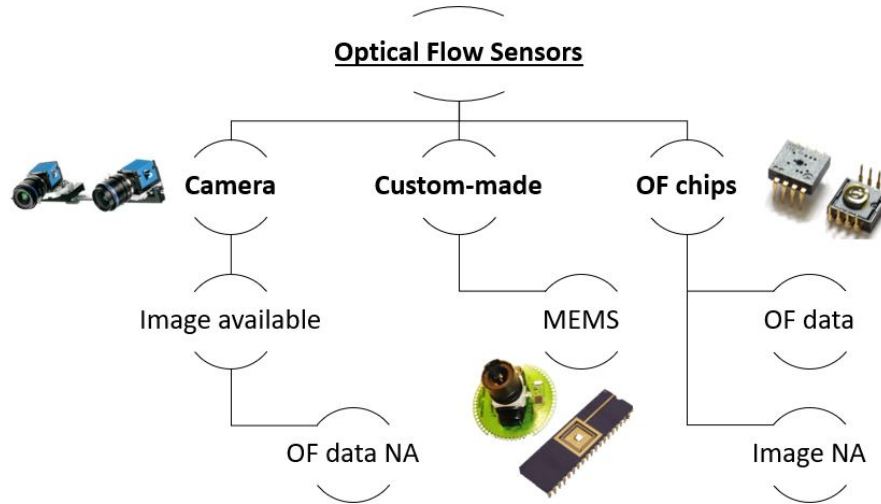 Optical Flow Sensors
Camera
Custom-made
OF chips
Image available
MEMS
OF data
OF data NA
Image NA